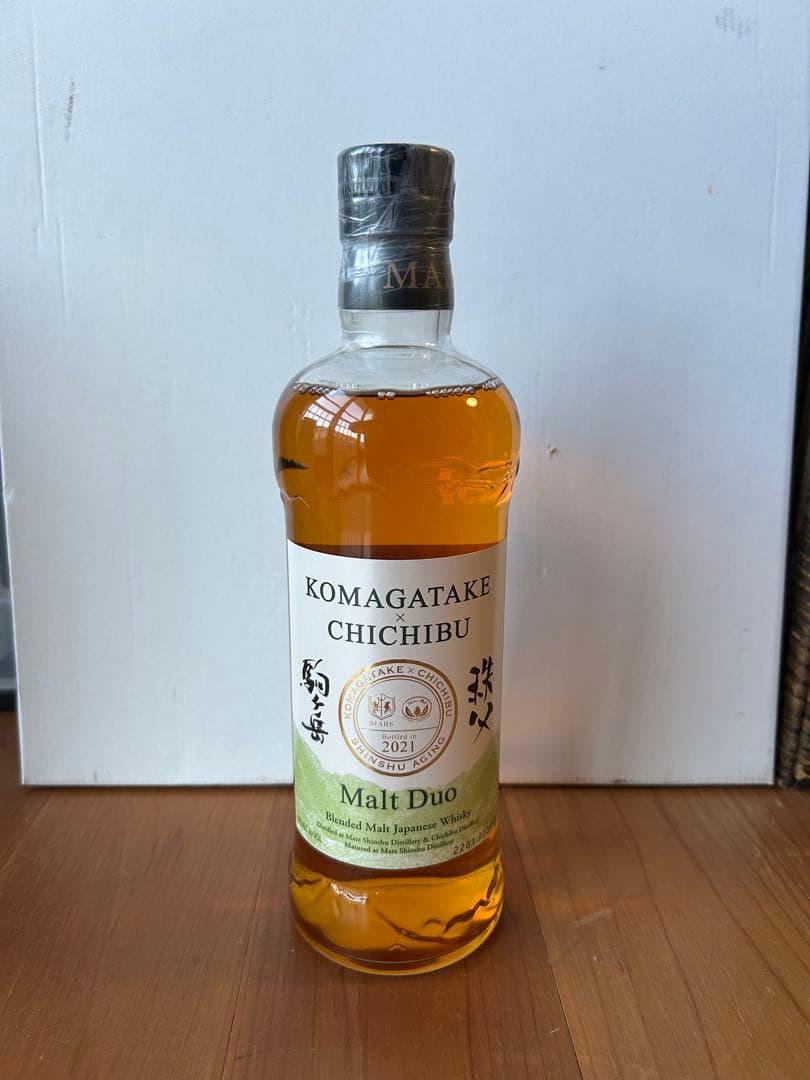 MA
KOMAGATAKE
×
CHICHIBU
駒ヶ岳
秩父
KOMAGATAKE × CHICHIBU
MARS
Bottled in
2021
SHINSHU AGING
Malt Duo
Blended Malt Japanese Whisky
Distilled at Mars Shinshu Distillery & Chichibu Distillery
Matured at Mars Shinshu Distillery